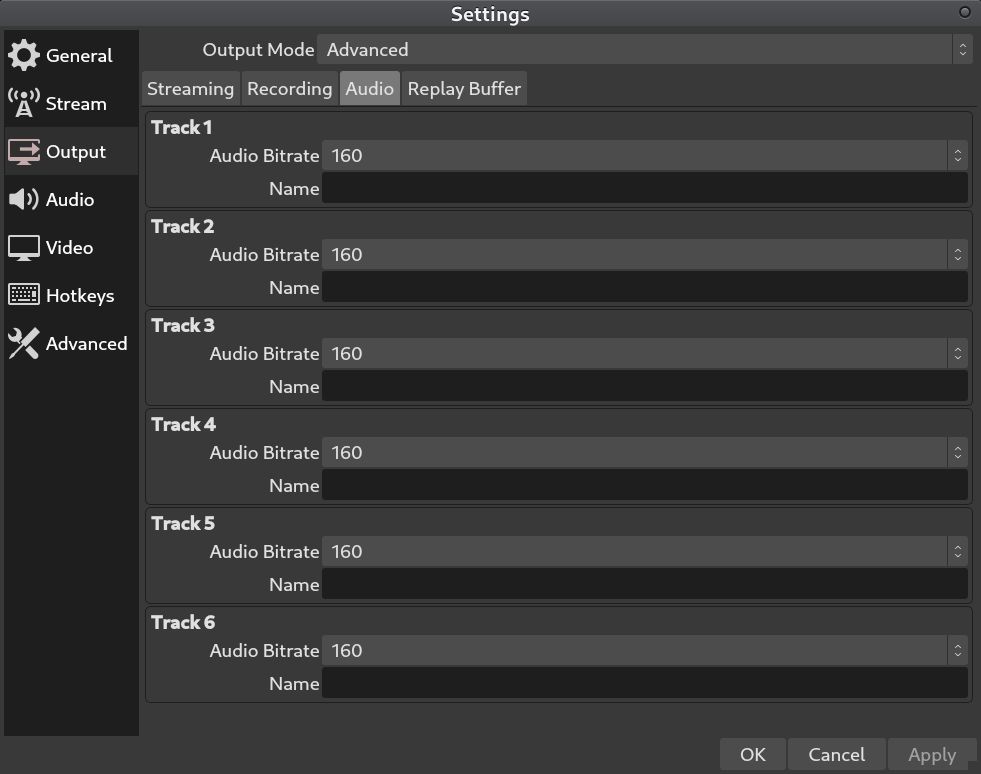 Settings
General
Stream
Output
Audio
Video
Hotkeys
Advanced
Output Mode Advanced
Streaming Recording Audio Replay Buffer
Track 1
Audio Bitrate 160
Name
Track 2
Audio Bitrate 160
Name
Track 3
Audio Bitrate 160
Name
Track 4
Audio Bitrate 160
Name
Track 5
Audio Bitrate 160
Name
Track 6
Audio Bitrate 160
Name
OK Cancel Apply